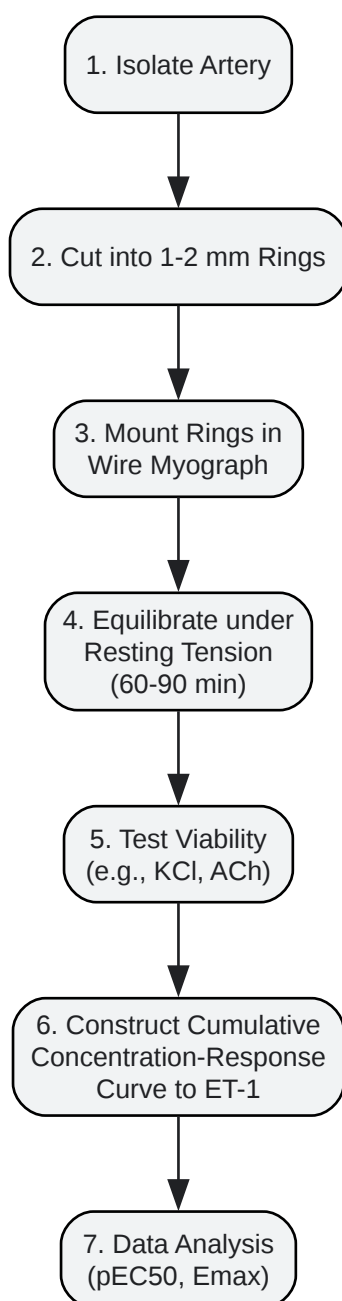 1. Isolate Artery
2. Cut into 1-2 mm Rings
3. Mount Rings in
Wire Myograph
4. Equilibrate under
Resting Tension
(60-90 min)
5. Test Viability
(e.g., KCl, ACh)
6. Construct Cumulative
Concentration-Response
Curve to ET-1
7. Data Analysis
(pEC50, Emax)